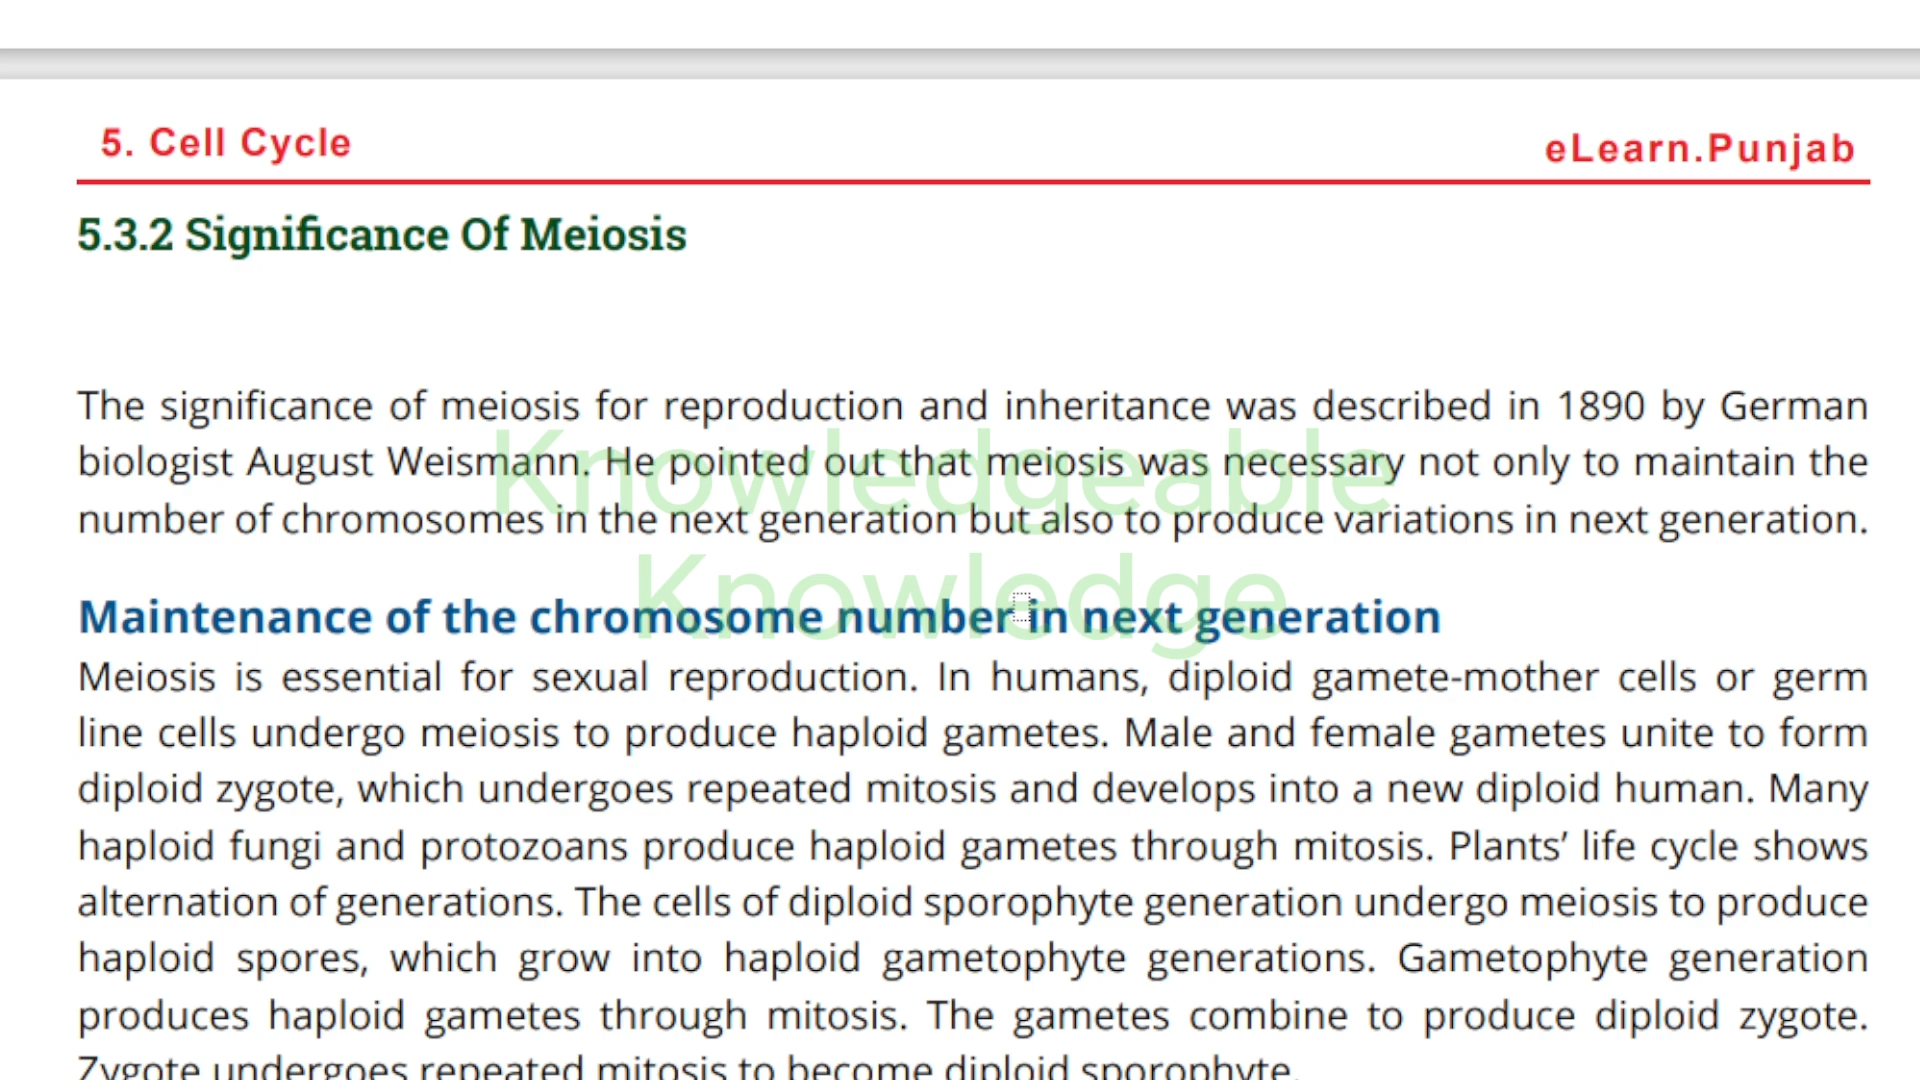 5. Cell Cycle
eLearn.Punjab
5.3.2 Significance Of Meiosis
The significance of meiosis for reproduction and inheritance was described in 1890 by German
biologist August Weismann. He pointed out that meiosis was necessary not only to maintain the
number of chromosomes in the next generation but also to produce variations in next generation.
Knowledgeable
Knowledge
Maintenance of the chromosome number in next generation
Meiosis is essential for sexual reproduction. In humans, diploid gamete-mother cells or germ
line cells undergo meiosis to produce haploid gametes. Male and female gametes unite to form
diploid zygote, which undergoes repeated mitosis and develops into a new diploid human. Many
haploid fungi and protozoans produce haploid gametes through mitosis. Plants’ life cycle shows
alternation of generations. The cells of diploid sporophyte generation undergo meiosis to produce
haploid spores, which grow into haploid gametophyte generations. Gametophyte generation
produces haploid gametes through mitosis. The gametes combine to produce diploid zygote.
Zygote undergoes repeated mitosis to become diploid sporophyte.